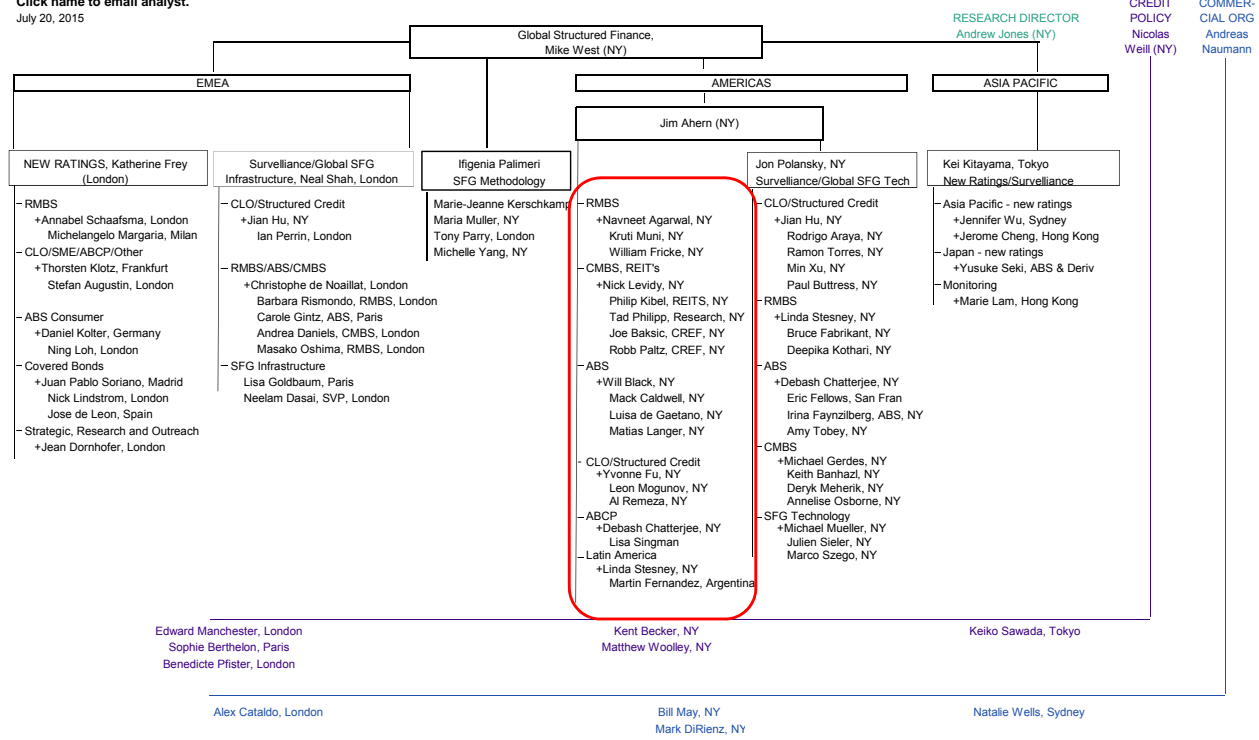 Click name to email analyst.
July 20, 2015
RESEARCH DIRECTOR
Andrew Jones (NY)
CREDIT
POLICY
Nicolas
Weill (NY)
COMMER-
CIAL ORG
Andreas
Naumann
Global Structured Finance,
Mike West (NY)
EMEA
AMERICAS
ASIA PACIFIC
Jim Ahern (NY)
NEW RATINGS, Katherine Frey
(London)
RMBS
+Annabel Schaafsma, London
Michelangelo Margaria, Milan
CLO/SME/ABCP/Other
+Thorsten Klotz, Frankfurt
Stefan Augustin, London
ABS Consumer
+Daniel Kolter, Germany
Ning Loh, London
Covered Bonds
+Juan Pablo Soriano, Madrid
Nick Lindstrom, London
Jose de Leon, Spain
Strategic, Research and Outreach
+Jean Dornhofer, London
Survelliance/Global SFG
Infrastructure, Neal Shah, London
CLO/Structured Credit
+Jian Hu, NY
Ian Perrin, London
RMBS/ABS/CMBS
+Christophe de Noaillat, London
Barbara Rismondo, RMBS, London
Carole Gintz, ABS, Paris
Andrea Daniels, CMBS, London
Masako Oshima, RMBS, London
SFG Infrastructure
Lisa Goldbaum, Paris
Neelam Dasai, SVP, London
Ifigenia Palimeri
SFG Methodology
Marie-Jeanne Kerschkamp
Maria Muller, NY
Tony Parry, London
Michelle Yang, NY
RMBS
+Navneet Agarwal, NY
Kruti Muni, NY
William Fricke, NY
CMBS, REIT's
+Nick Levidy, NY
Philip Kibel, REITS, NY
Tad Philipp, Research, NY
Joe Baksic, CREF, NY
Robb Paltz, CREF, NY
ABS
+Will Black, NY
Mack Caldwell, NY
Luisa de Gaetano, NY
Matias Langer, NY
CLO/Structured Credit
+Yvonne Fu, NY
Leon Mogunov, NY
Al Remeza, NY
ABCP
+Debash Chatterjee, NY
Lisa Singman
Latin America
+Linda Stesney, NY
Martin Fernandez, Argentina
Jon Polansky, NY
Survelliance/Global SFG Tech
CLO/Structured Credit
+Jian Hu, NY
Rodrigo Araya, NY
Ramon Torres, NY
Min Xu, NY
Paul Buttress, NY
RMBS
+Linda Stesney, NY
Bruce Fabrikant, NY
Deepika Kothari, NY
ABS
+Debash Chatterjee, NY
Eric Fellows, San Fran
Irina Faynzilberg, ABS, NY
Amy Tobey, NY
CMBS
+Michael Gerdes, NY
Keith Banhazl, NY
Deryk Meherik, NY
Annelise Osborne, NY
SFG Technology
+Michael Mueller, NY
Julien Sieler, NY
Marco Szego, NY
Kei Kitayama, Tokyo
New Ratings/Survelliance
Asia Pacific - new ratings
+Jennifer Wu, Sydney
+Jerome Cheng, Hong Kong
Japan - new ratings
+Yusuke Seki, ABS & Deriv
Monitoring
+Marie Lam, Hong Kong
Edward Manchester, London
Sophie Berthelon, Paris
Benedicte Pfister, London
Kent Becker, NY
Matthew Woolley, NY
Keiko Sawada, Tokyo
Alex Cataldo, London
Bill May, NY
Mark DiRienz, NY
Natalie Wells, Sydney